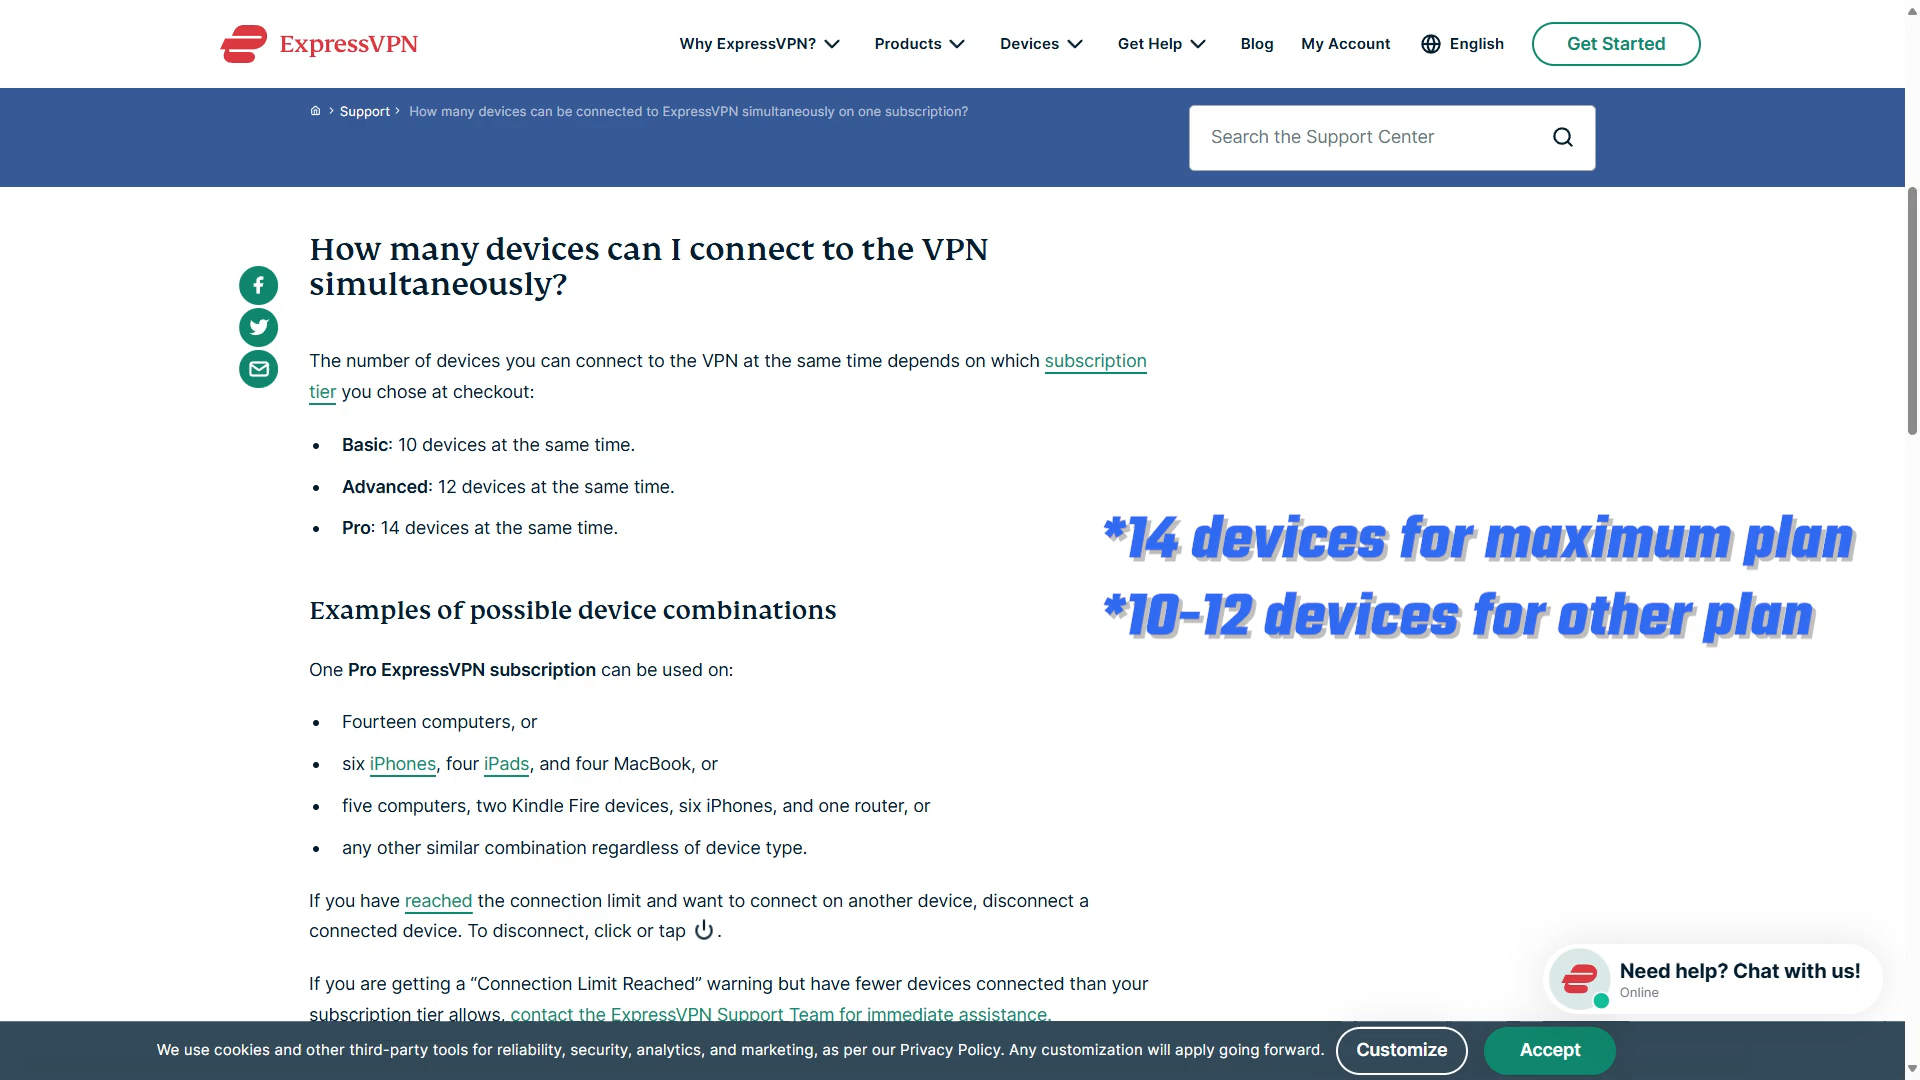 ExpressVPN
Why ExpressVPN?
Products
Devices
Get Help
Blog
My Account
English
Get Started
Support
How many devices can be connected to ExpressVPN simultaneously on one subscription?
Search the Support Center
How many devices can I connect to the VPN
simultaneously?
The number of devices you can connect to the VPN at the same time depends on which subscription
tier you chose at checkout:
• Basic: 10 devices at the same time.
• Advanced: 12 devices at the same time.
• Pro: 14 devices at the same time.
*14 devices for maximum plan
*10-12 devices for other plan
Examples of possible device combinations
One Pro ExpressVPN subscription can be used on:
• Fourteen computers, or
• six iPhones, four iPads, and four MacBook, or
• five computers, two Kindle Fire devices, six iPhones, and one router, or
• any other similar combination regardless of device type.
If you have reached the connection limit and want to connect on another device, disconnect a
connected device. To disconnect, click or tap ⏻.
If you are getting a “Connection Limit Reached” warning but have fewer devices connected than your
subscription tier allows, contact the ExpressVPN Support Team for immediate assistance.
Need help? Chat with us!
Online
We use cookies and other third-party tools for reliability, security, analytics, and marketing, as per our Privacy Policy. Any customization will apply going forward.
Customize
Accept